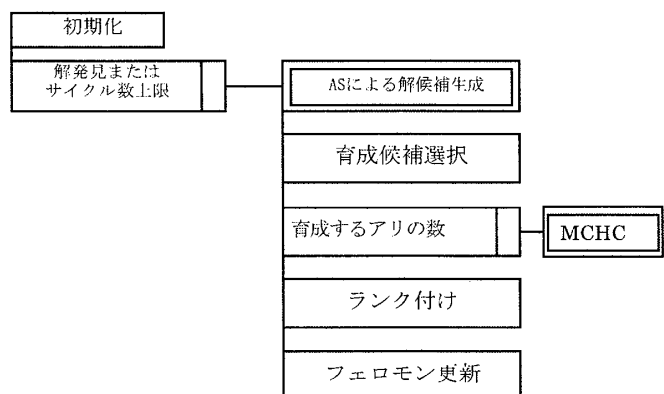 初期化
解発見または
サイクル数上限
ASによる解候補生成
育成候補選択
育成するアリの数
MCHC
ランク付け
フェロモン更新